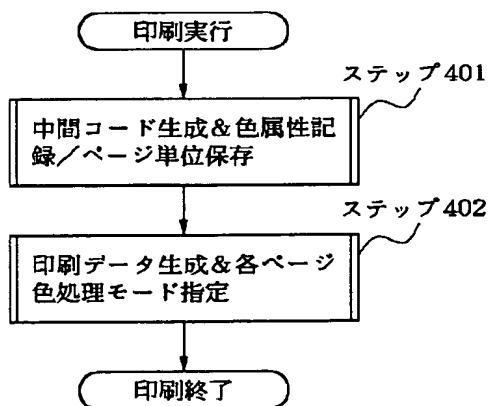 印刷実行
ステップ401
中間コード生成&色属性記
録/ページ単位保存
ステップ402
印刷データ生成&各ページ
色処理モード指定
印刷終了